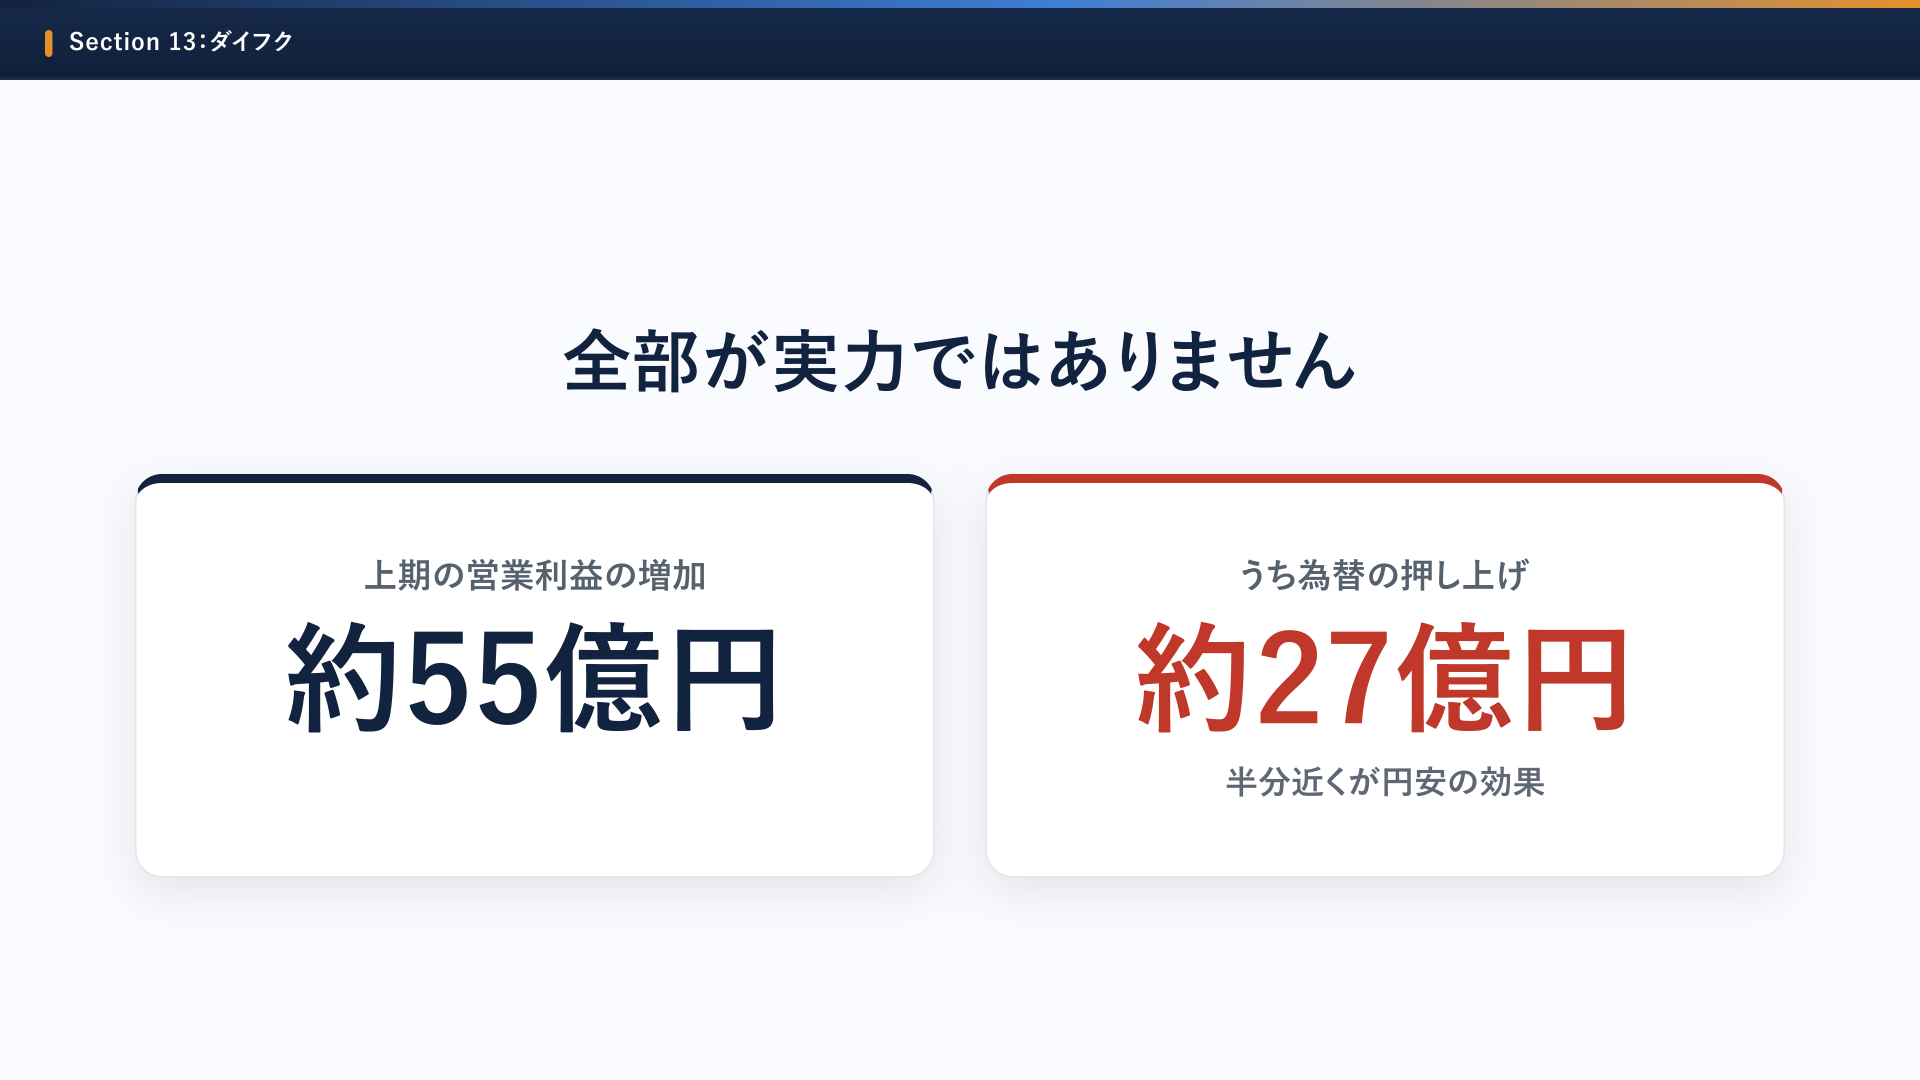 Section 13：ダイフク
全部が実力ではありません
上期の営業利益の増加
約55億円
うち為替の押し上げ
約27億円
半分近くが円安の効果